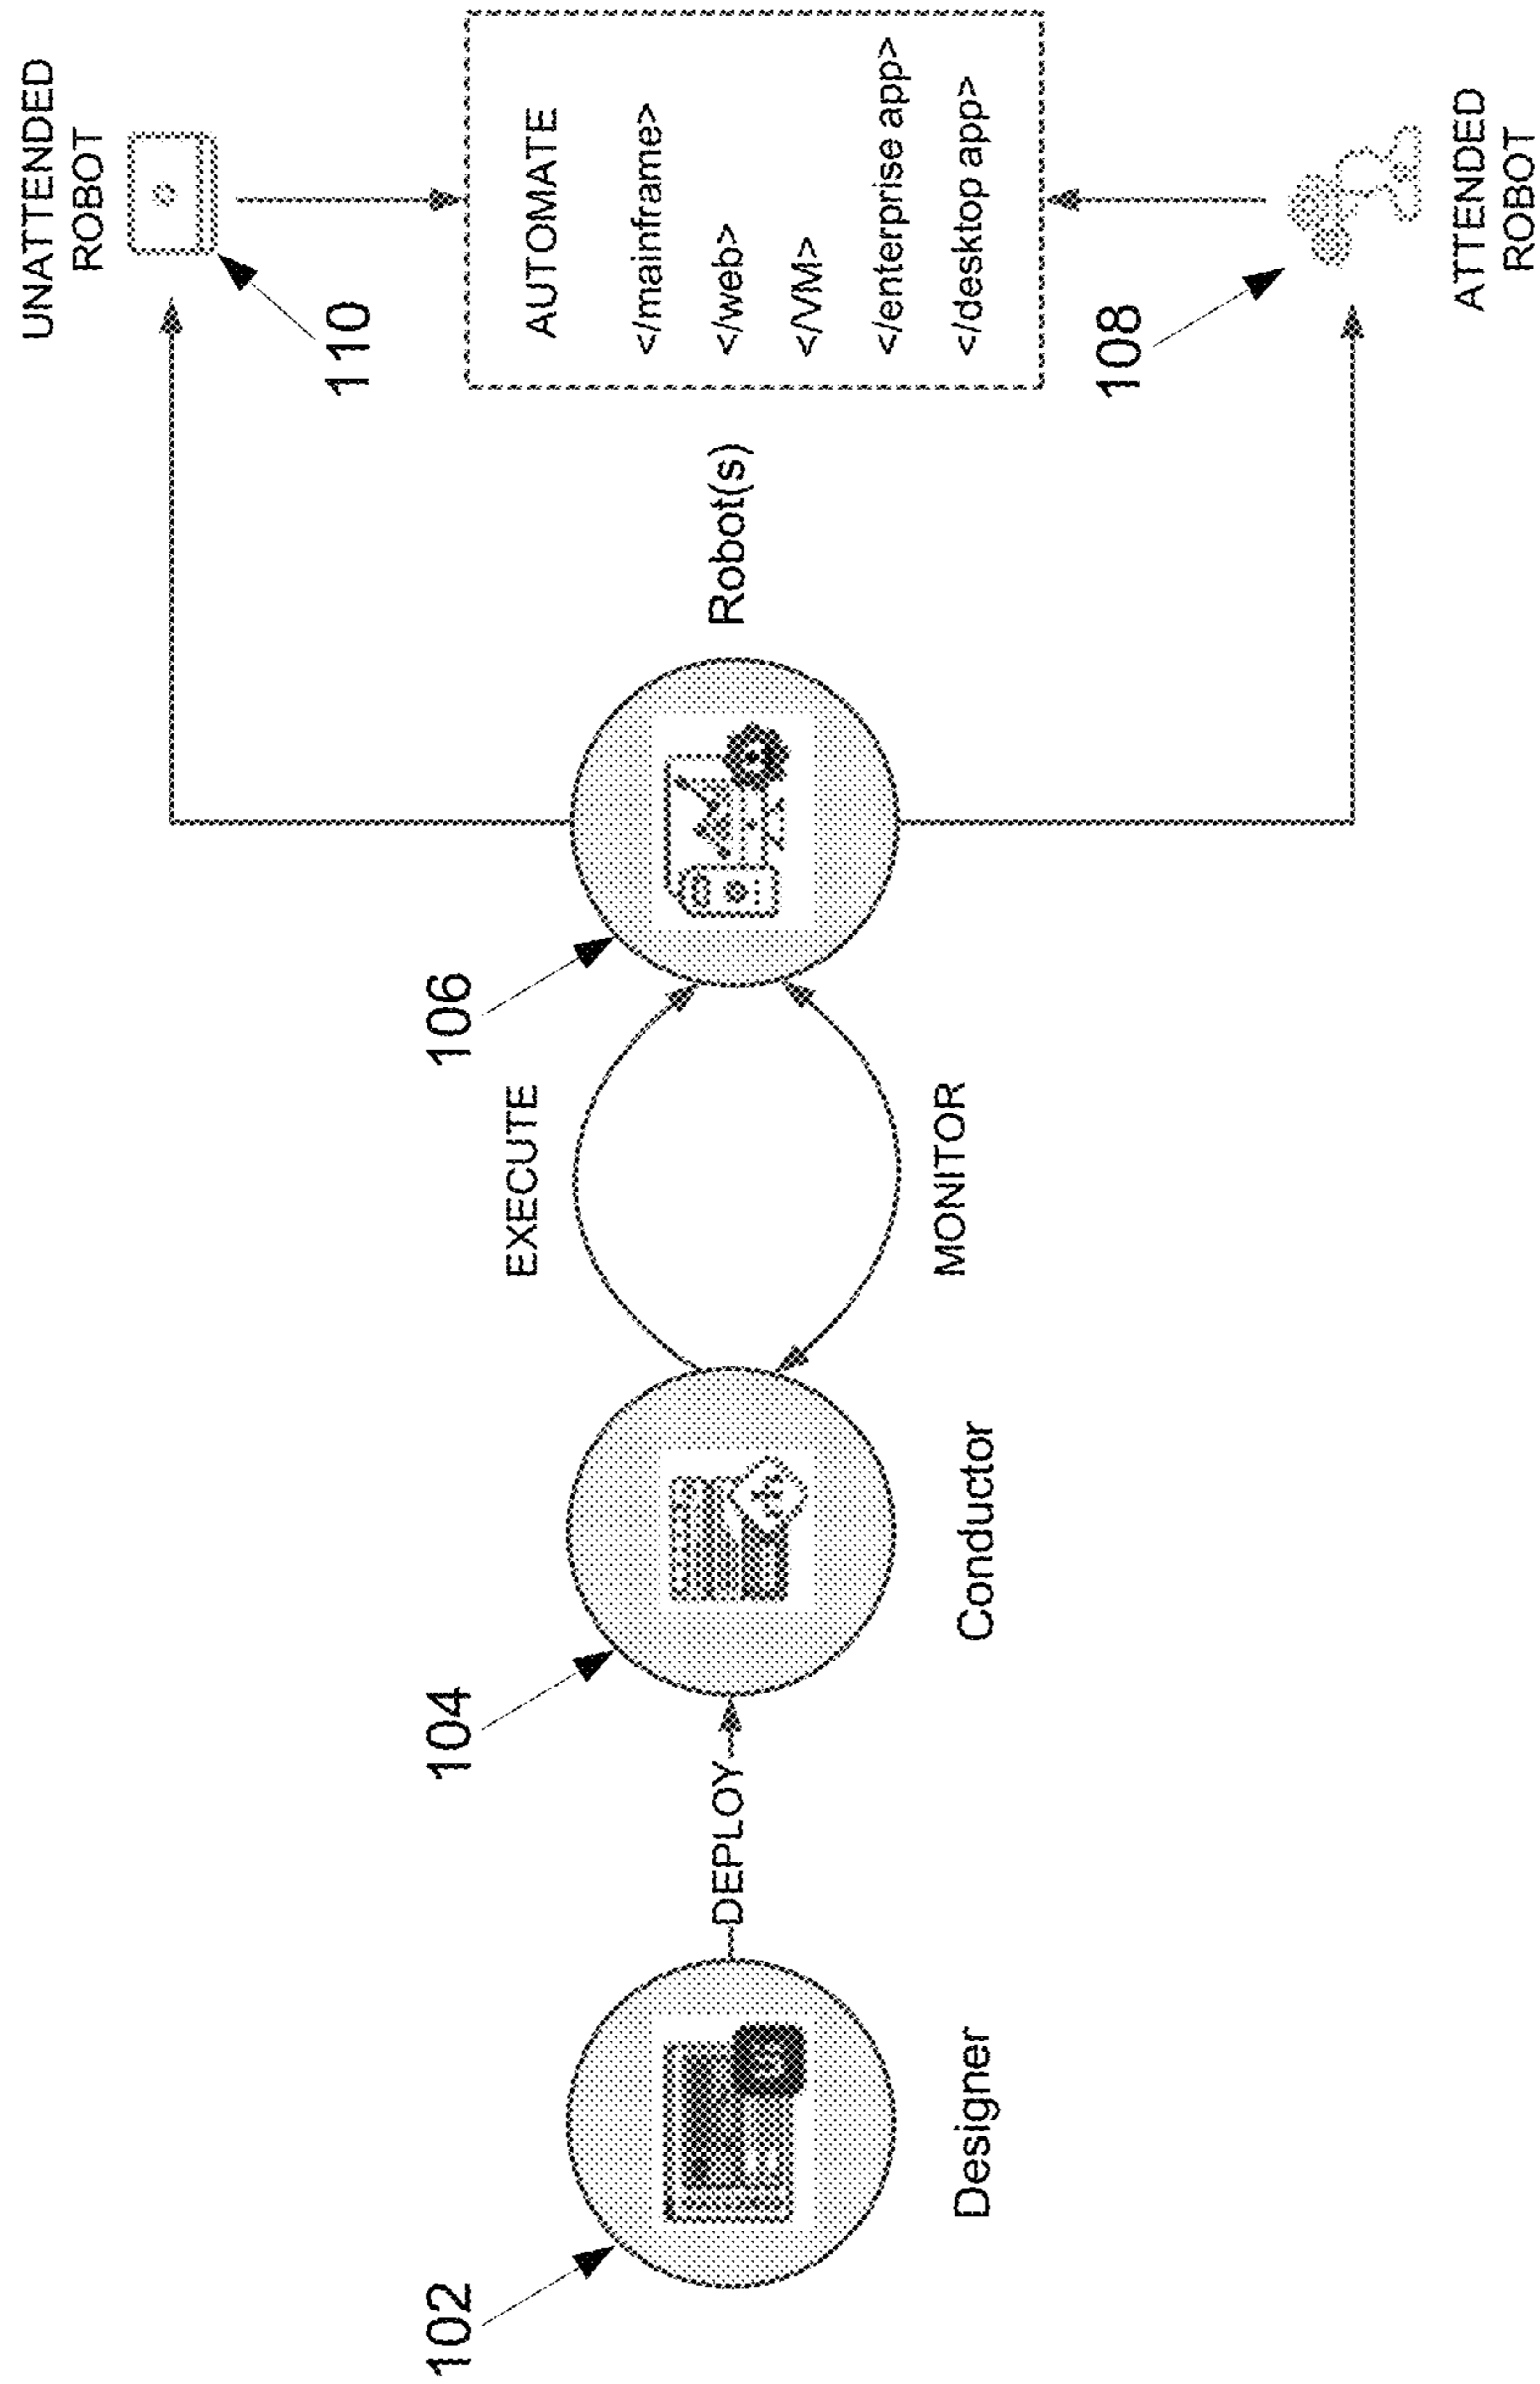 UNATTENDED
ROBOT
110
AUTOMATE
</mainframe>
</web>
</VM>
</enterprise app>
</desktop app>
108
ATTENDED
ROBOT
Robot(s)
106
EXECUTE
MONITOR
104
Conductor
DEPLOY
102
Designer